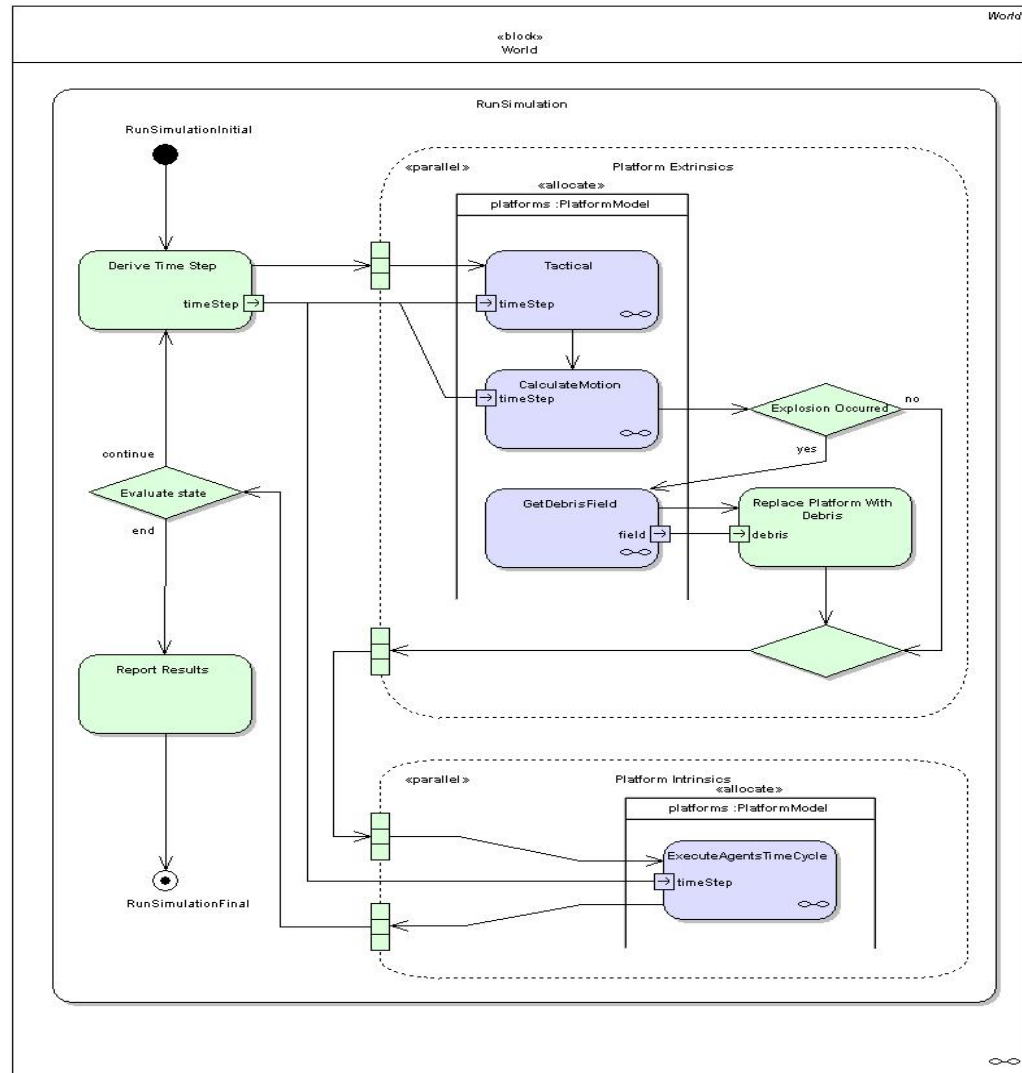 World
«block»
World
RunSimulation
RunSimulationInitial
«parallel»
Platform Extrinsics
«allocate»
platforms :PlatformModel
Derive Time Step
timeStep
Tactical
timeStep
CalculateMotion
timeStep
Explosion Occurred
no
yes
continue
Evaluate state
end
GetDebrisField
field
Replace Platform With
Debris
debris
Report Results
«parallel»
Platform Intrinsics
«allocate»
platforms :PlatformModel
ExecuteAgentsTimeCycle
timeStep
RunSimulationFinal